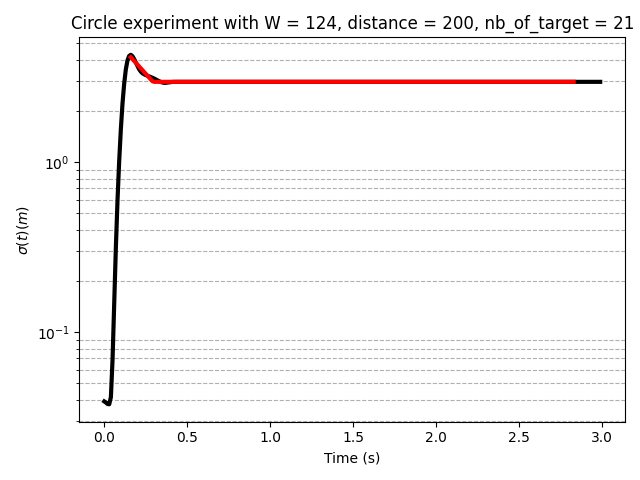 Circle experiment with W = 124, distance = 200, nb_of_target = 21
10⁰
10⁻¹
σ(t)(m)
0.0 0.5 1.0 1.5 2.0 2.5 3.0
Time (s)